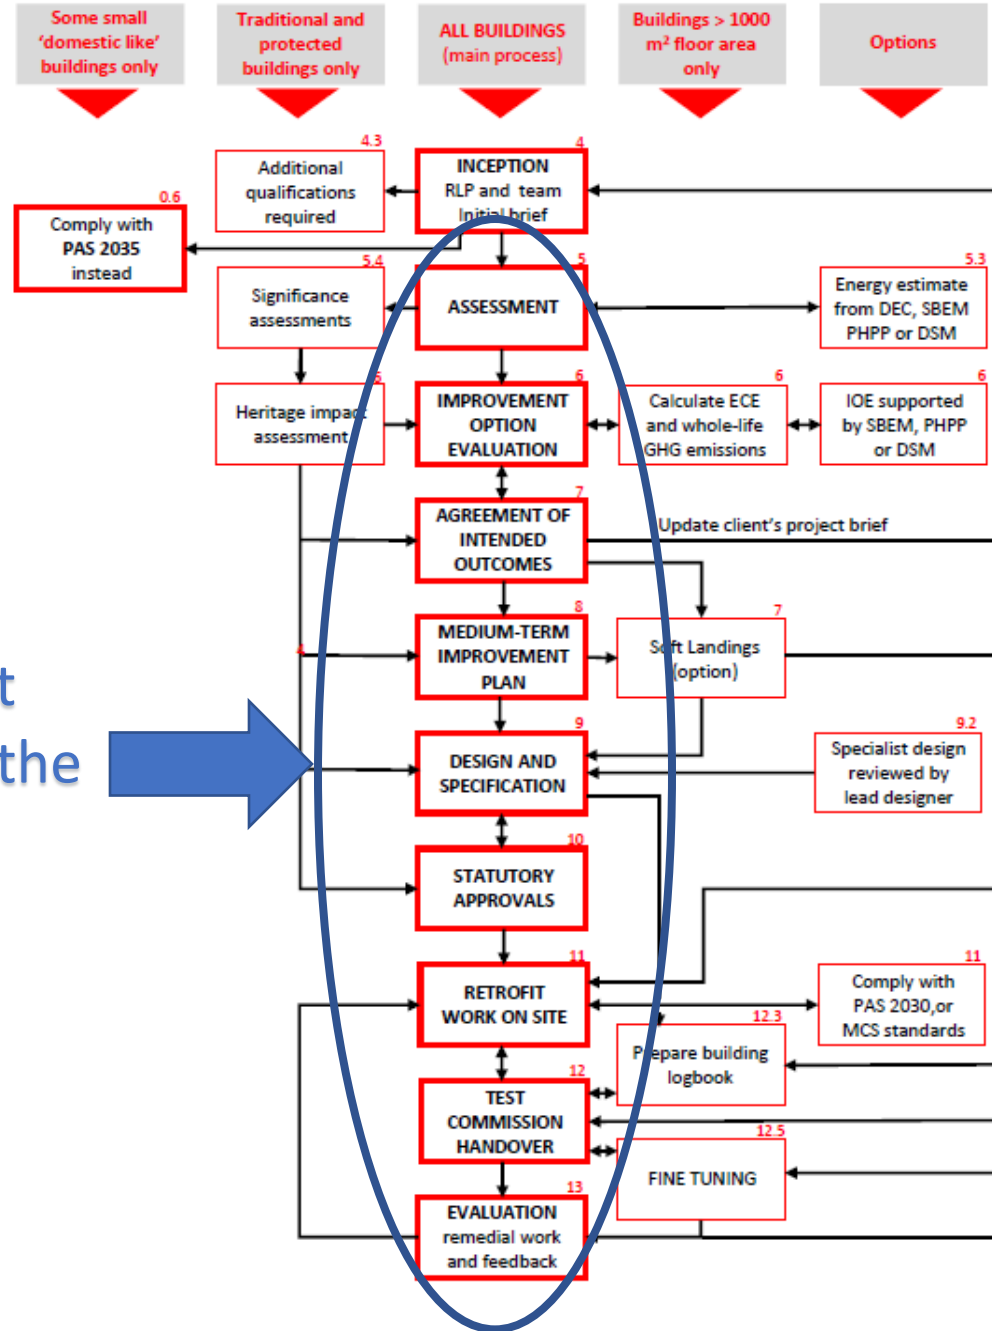 Some small
‘domestic like’
buildings only
Traditional and
protected
buildings only
ALL BUILDINGS
(main process)
Buildings > 1000
m² floor area
only
Options
4.3
Additional
qualifications
required
4
INCEPTION
RLP and team
Initial brief
0.6
Comply with
PAS 2035
instead
5.4
Significance
assessments
5
ASSESSMENT
5.3
Energy estimate
from DEC, SBEM
PHPP or DSM
Heritage impact
assessment
6
IMPROVEMENT
OPTION
EVALUATION
6
Calculate ECE
and whole-life
GHG emissions
6
IOE supported
by SBEM, PHPP
or DSM
7
AGREEMENT OF
INTENDED
OUTCOMES
Update client’s project brief
8
MEDIUM-TERM
IMPROVEMENT
PLAN
7
Soft Landings
(option)
t
the
9
DESIGN AND
SPECIFICATION
9.2
Specialist design
reviewed by
lead designer
10
STATUTORY
APPROVALS
11
RETROFIT
WORK ON SITE
11
Comply with
PAS 2030,or
MCS standards
12.3
Prepare building
logbook
12
TEST
COMMISSION
HANDOVER
12.5
FINE TUNING
13
EVALUATION
remedial work
and feedback